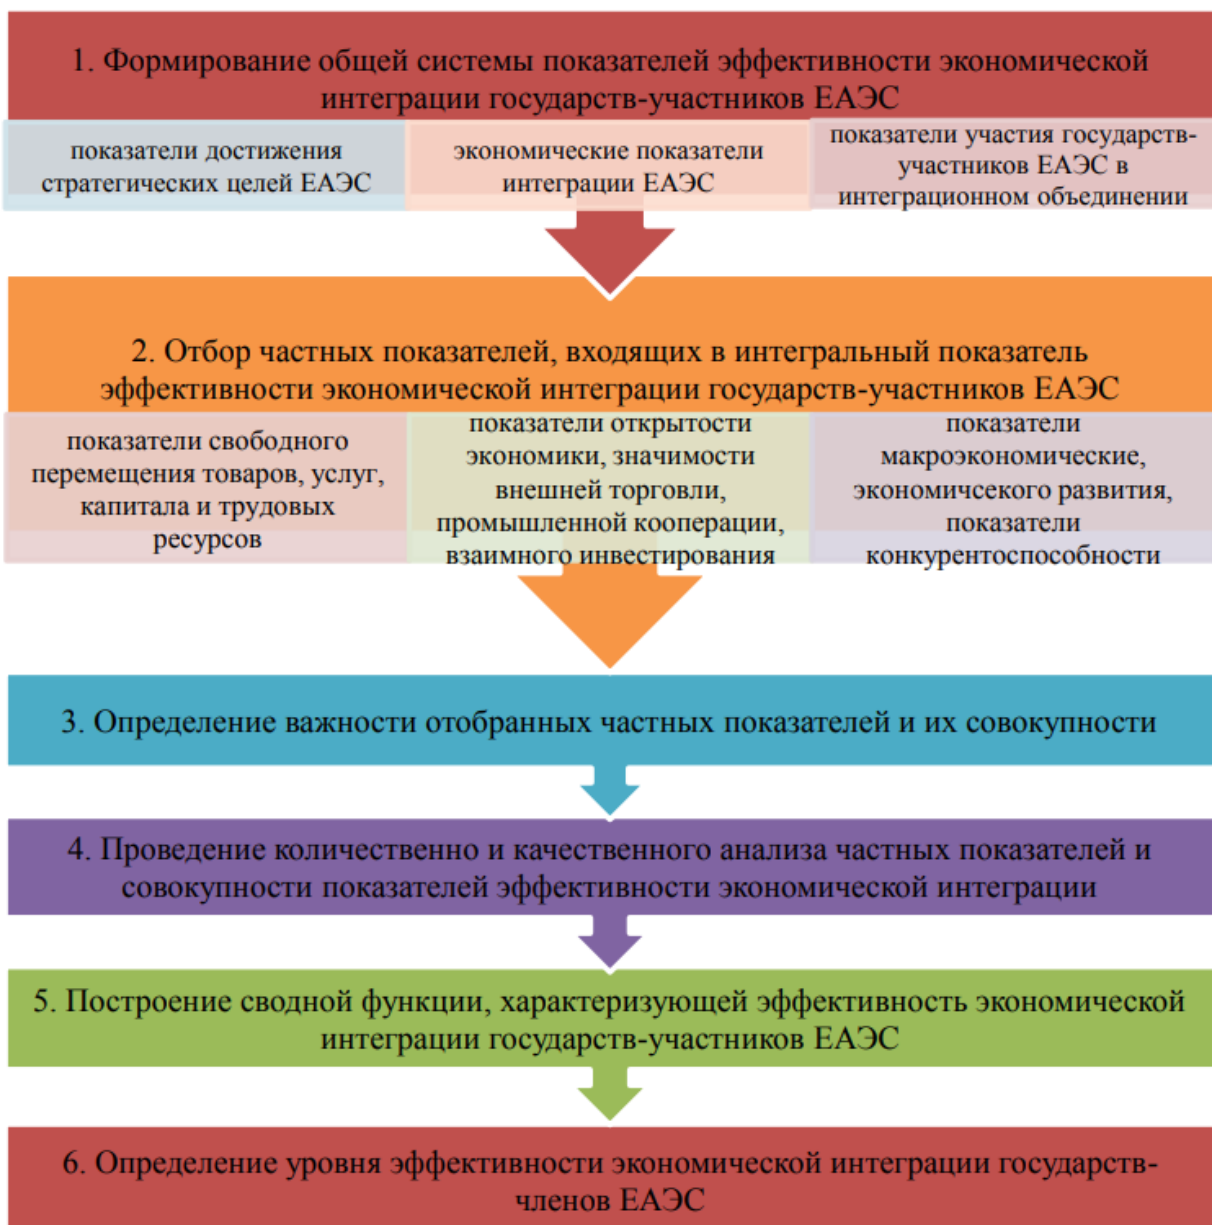 1. Формирование общей системы показателей эффективности экономической
интеграции государств-участников ЕАЭС
показатели достижения
стратегических целей ЕАЭС
экономические показатели
интеграции ЕАЭС
показатели участия государств-
участников ЕАЭС в
интеграционном объединении
2. Отбор частных показателей, входящих в интегральный показатель
эффективности экономической интеграции государств-участников ЕАЭС
показатели свободного
перемещения товаров, услуг,
капитала и трудовых
ресурсов
показатели открытости
экономики, значимости
внешней торговли,
промышленной кооперации,
взаимного инвестирования
показатели
макроэкономические,
экономичсекого развития,
показатели
конкурентоспособности
3. Определение важности отобранных частных показателей и их совокупности
4. Проведение количественно и качественного анализа частных показателей и
совокупности показателей эффективности экономической интеграции
5. Построение сводной функции, характеризующей эффективность экономической
интеграции государств-участников ЕАЭС
6. Определение уровня эффективности экономической интеграции государств-
членов ЕАЭС